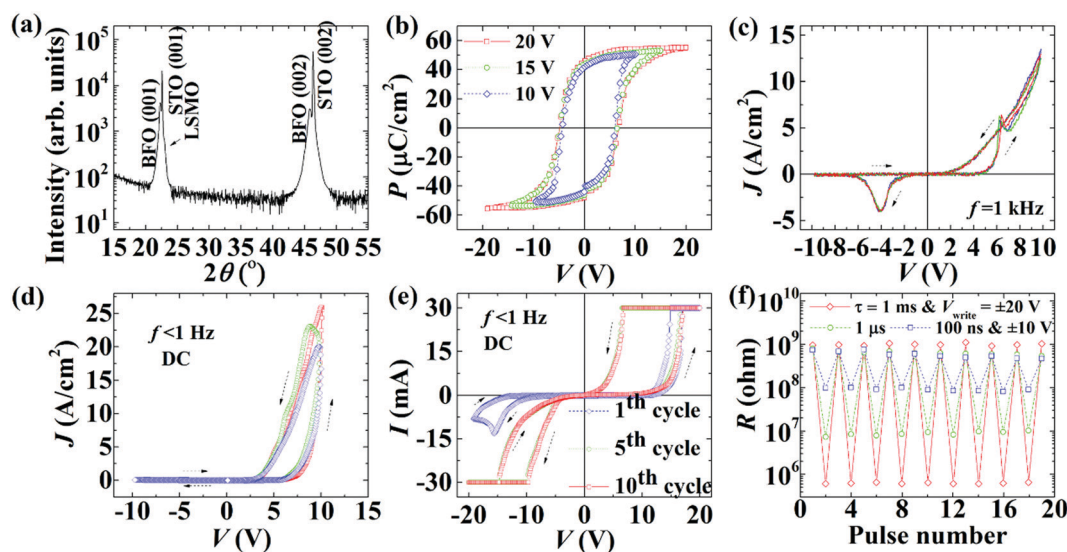 (a)
Intensity (arb. units)
10⁵
10⁴
10³
10²
10¹
BFO (001)
STO (001)
LSMO
BFO (002)
STO (002)
15 20 25 30 35 40 45 50 55
2θ (°)
(b)
P (μC/cm²)
60
40
20
0
-20
-40
-60
20 V
15 V
10 V
-20 -10 0 10 20
V (V)
(c)
J (A/cm²)
15
10
5
0
-5
f =1 kHz
-10 -8 -6 -4 -2 0 2 4 6 8 10
V (V)
(d)
J (A/cm²)
25
20
15
10
5
0
f <1 Hz
DC
-10 -5 0 5 10
V (V)
(e)
I (mA)
30
15
0
-15
-30
f <1 Hz
DC
1th cycle
5th cycle
10th cycle
-20 -10 0 10 20
V (V)
(f)
R (ohm)
10¹⁰
10⁹
10⁸
10⁷
10⁶
τ = 1 ms & Vwrite = ±20 V
1 μs
100 ns & ±10 V
0 4 8 12 16 20
Pulse number